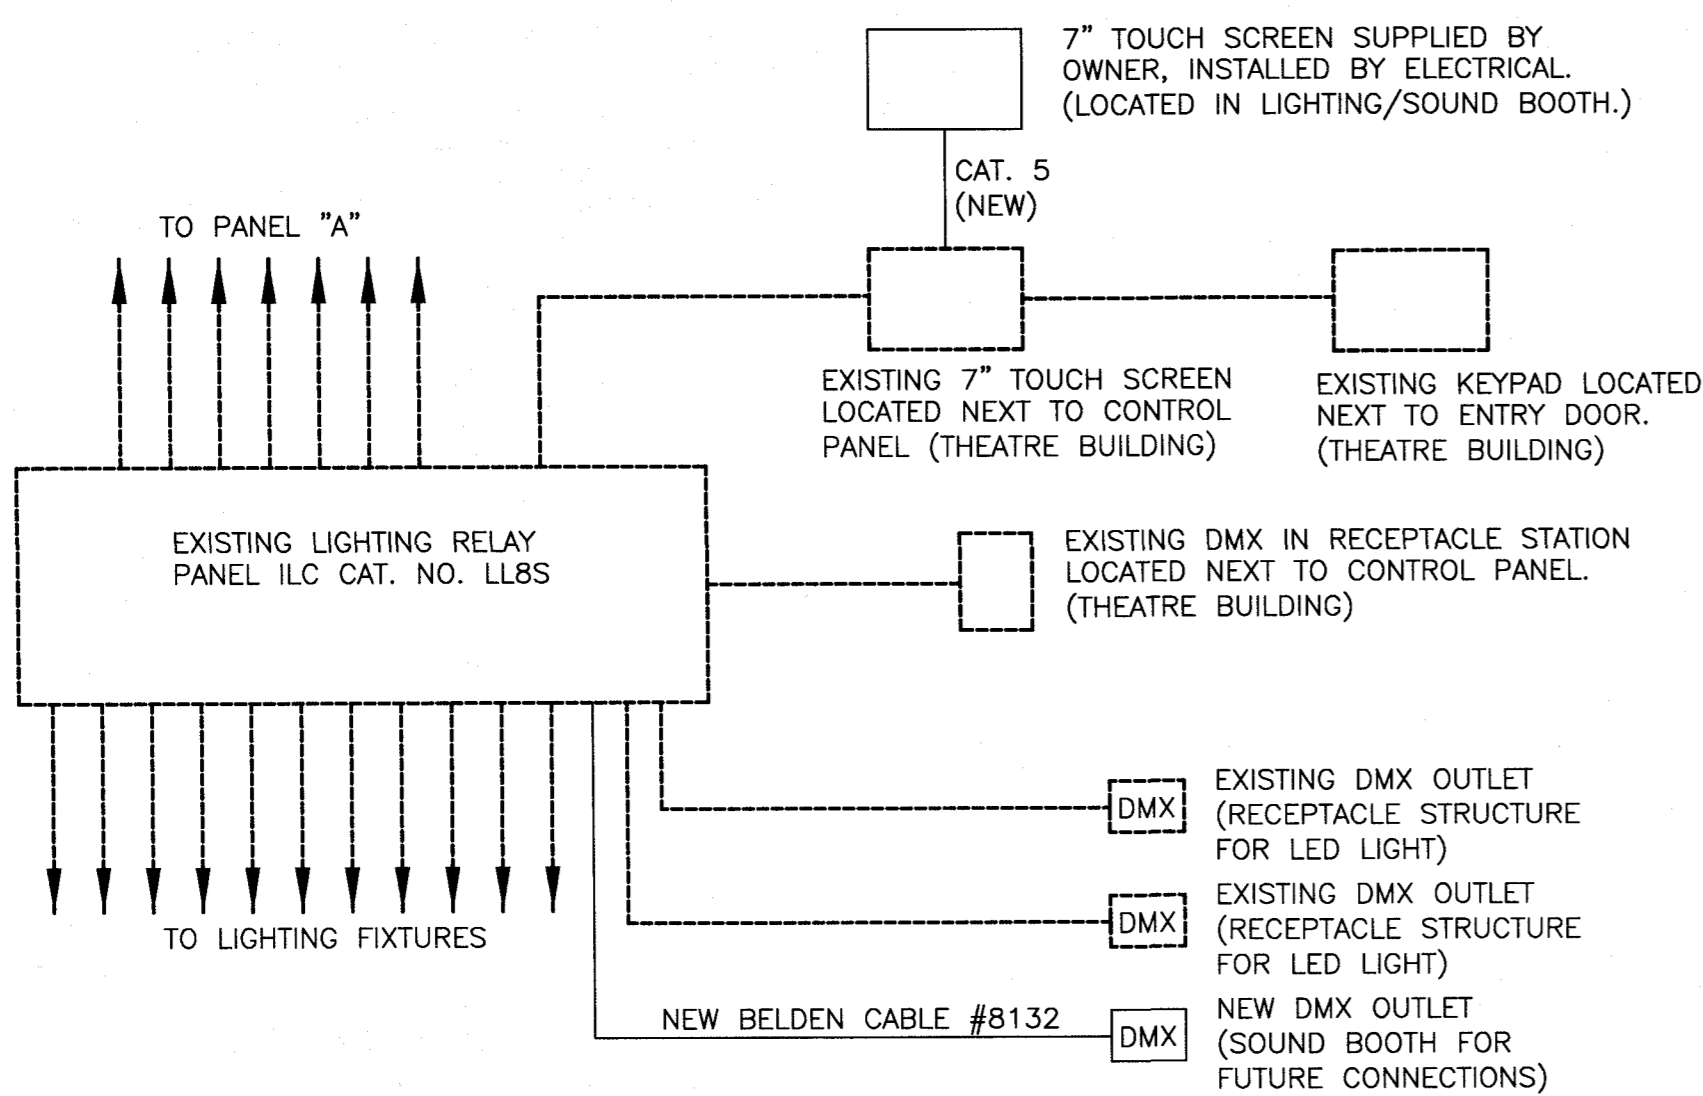 7" TOUCH SCREEN SUPPLIED BY
OWNER, INSTALLED BY ELECTRICAL.
(LOCATED IN LIGHTING/SOUND BOOTH.)
CAT. 5
(NEW)
TO PANEL "A"
EXISTING 7" TOUCH SCREEN
LOCATED NEXT TO CONTROL
PANEL (THEATRE BUILDING)
EXISTING KEYPAD LOCATED
NEXT TO ENTRY DOOR.
(THEATRE BUILDING)
EXISTING LIGHTING RELAY
PANEL ILC CAT. NO. LL8S
EXISTING DMX IN RECEPTACLE STATION
LOCATED NEXT TO CONTROL PANEL.
(THEATRE BUILDING)
DMX
EXISTING DMX OUTLET
(RECEPTACLE STRUCTURE
FOR LED LIGHT)
DMX
EXISTING DMX OUTLET
(RECEPTACLE STRUCTURE
FOR LED LIGHT)
TO LIGHTING FIXTURES
NEW BELDEN CABLE #8132
DMX
NEW DMX OUTLET
(SOUND BOOTH FOR
FUTURE CONNECTIONS)